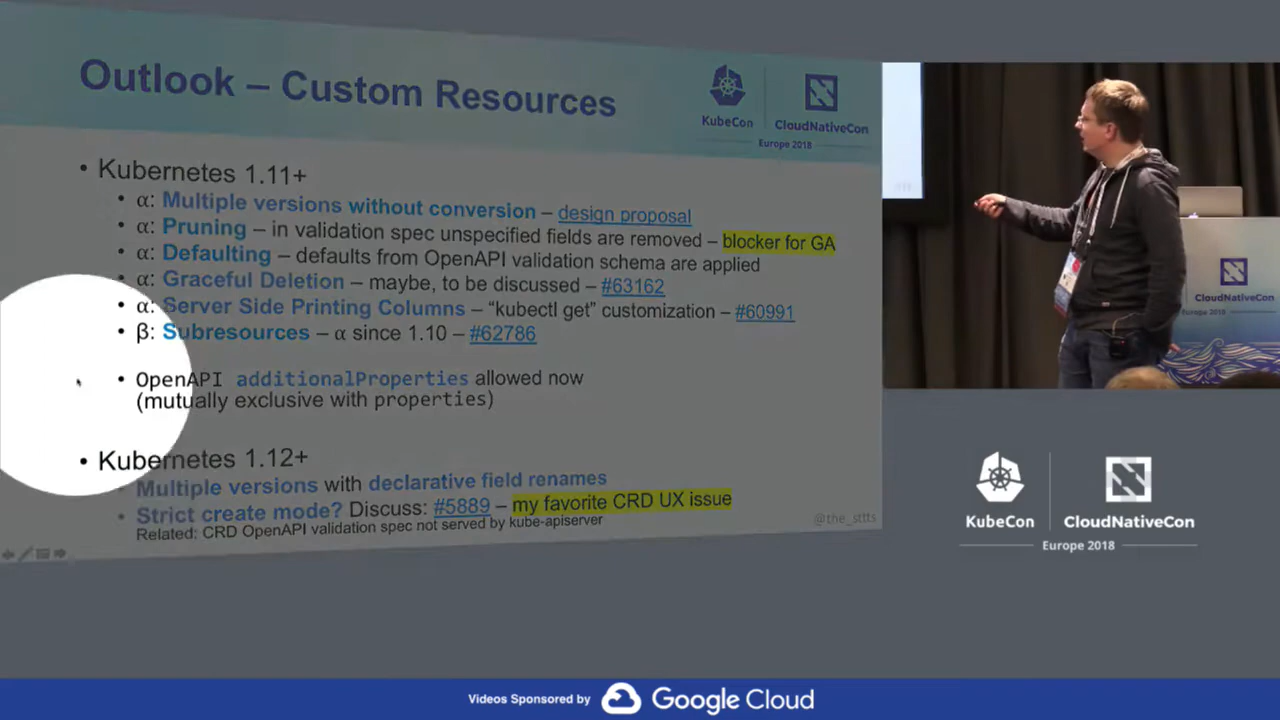 Outlook – Custom Resources
KubeCon
CloudNativeCon
Europe 2018
• Kubernetes 1.11+
• α: Multiple versions without conversion – design proposal
• α: Pruning – in validation spec unspecified fields are removed – blocker for GA
• α: Defaulting – defaults from OpenAPI validation schema are applied
• α: Graceful Deletion – maybe, to be discussed – #63162
• α: Server Side Printing Columns – “kubectl get” customization – #60991
• β: Subresources – α since 1.10 – #62786
• OpenAPI additionalProperties allowed now
(mutually exclusive with properties)
• Kubernetes 1.12+
• Multiple versions with declarative field renames
• Strict create mode? Discuss: #5889 – my favorite CRD UX issue
Related: CRD OpenAPI validation spec not served by kube-apiserver
@the_sttts
CloudNativeCon
Europe 2018
KubeCon
CloudNativeCon
Europe 2018
Videos Sponsored by Google Cloud